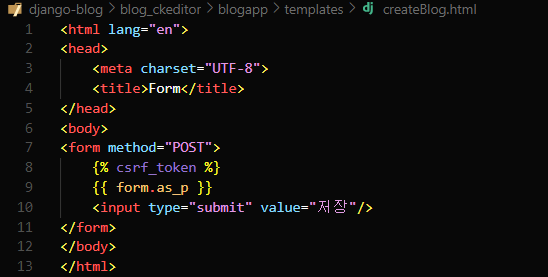 django-blog > blog_ckeditor > blogapp > templates > dj createBlog.html
1 <html lang="en">
2 <head>
3     <meta charset="UTF-8">
4     <title>Form</title>
5 </head>
6 <body>
7 <form method="POST">
8     {% csrf_token %}
9     {{ form.as_p }}
10     <input type="submit" value="저장"/>
11 </form>
12 </body>
13 </html>